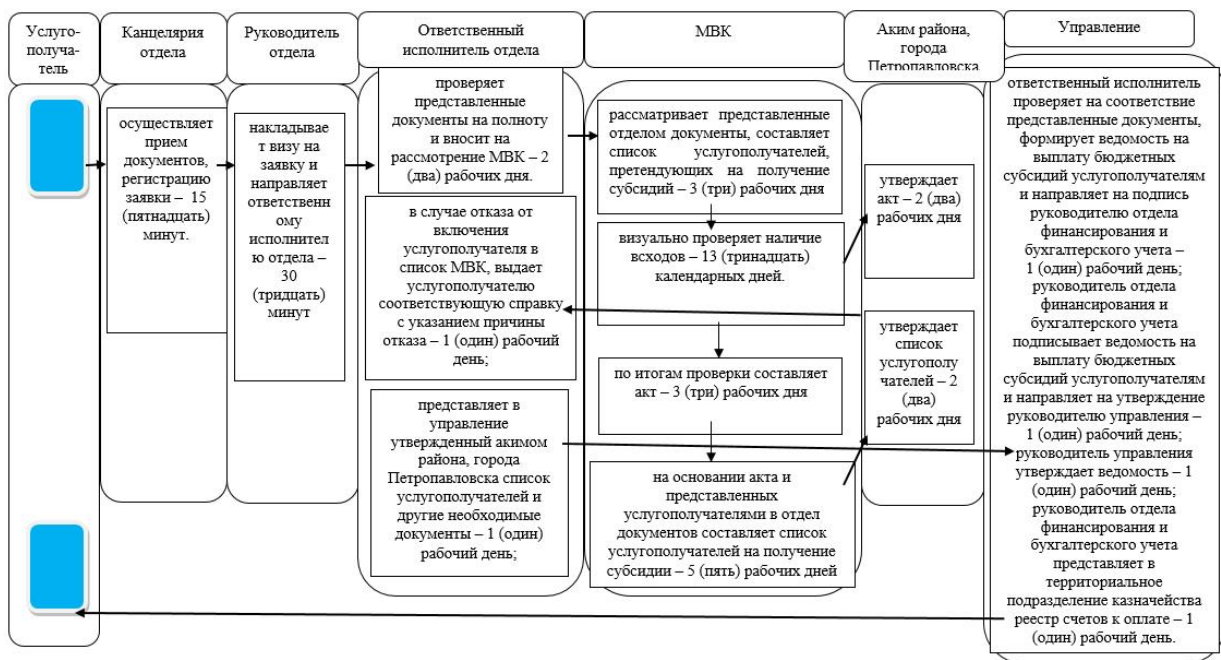 Услуго-
получа-
тель
Канцелярия
отдела
Руководитель
отдела
Ответственный
исполнитель отдела
МВК
Аким района,
города
Петропавловска
Управление
осуществляет
прием
документов,
регистрацию
заявки – 15
(пятнадцать)
минут.
накладывае
т визу на
заявку и
направляет
ответственн
ому
исполнител
ю отдела –
30
(тридцать)
минут
проверяет
представленные
документы на полноту
и вносит на
рассмотрение МВК – 2
(два) рабочих дня.
в случае отказа от
включения
услугополучателя в
список МВК, выдает
услугополучателю
соответствующую справку
с указанием причины
отказа – 1 (один) рабочий
день;
представляет в
управление
утвержденный акимом
района, города
Петропавловска список
услугополучателей и
другие необходимые
документы – 1 (один)
рабочий день;
рассматривает представленные
отделом документы, составляет
список услугополучателей,
претендующих на получение
субсидий – 3 (три) рабочих дня
визуально проверяет наличие
всходов – 13 (тринадцать)
календарных дней.
по итогам проверки составляет
акт – 3 (три) рабочих дня
на основании акта и
представленных
услугополучателями в отдел
документов составляет список
услугополучателей на получение
субсидии – 5 (пять) рабочих дней
утверждает
акт – 2 (два)
рабочих дня
утверждает
список
услугополу
чателей – 2
(два)
рабочих дня
ответственный исполнитель
проверяет на соответствие
представленные документы,
формирует ведомость на
выплату бюджетных
субсидий услугополучателям
и направляет на подпись
руководителю отдела
финансирования и
бухгалтерского учета –
1 (один) рабочий день;
руководитель отдела
финансирования и
бухгалтерского учета
подписывает ведомость на
выплату бюджетных
субсидий услугополучателям
и направляет на утверждение
руководителю управления –
1 (один) рабочий день;
руководитель управления
утверждает ведомость – 1
(один) рабочий день;
руководитель отдела
финансирования и
бухгалтерского учета
представляет в
территориальное
подразделение казначейства
реестр счетов к оплате – 1
(один) рабочий день.